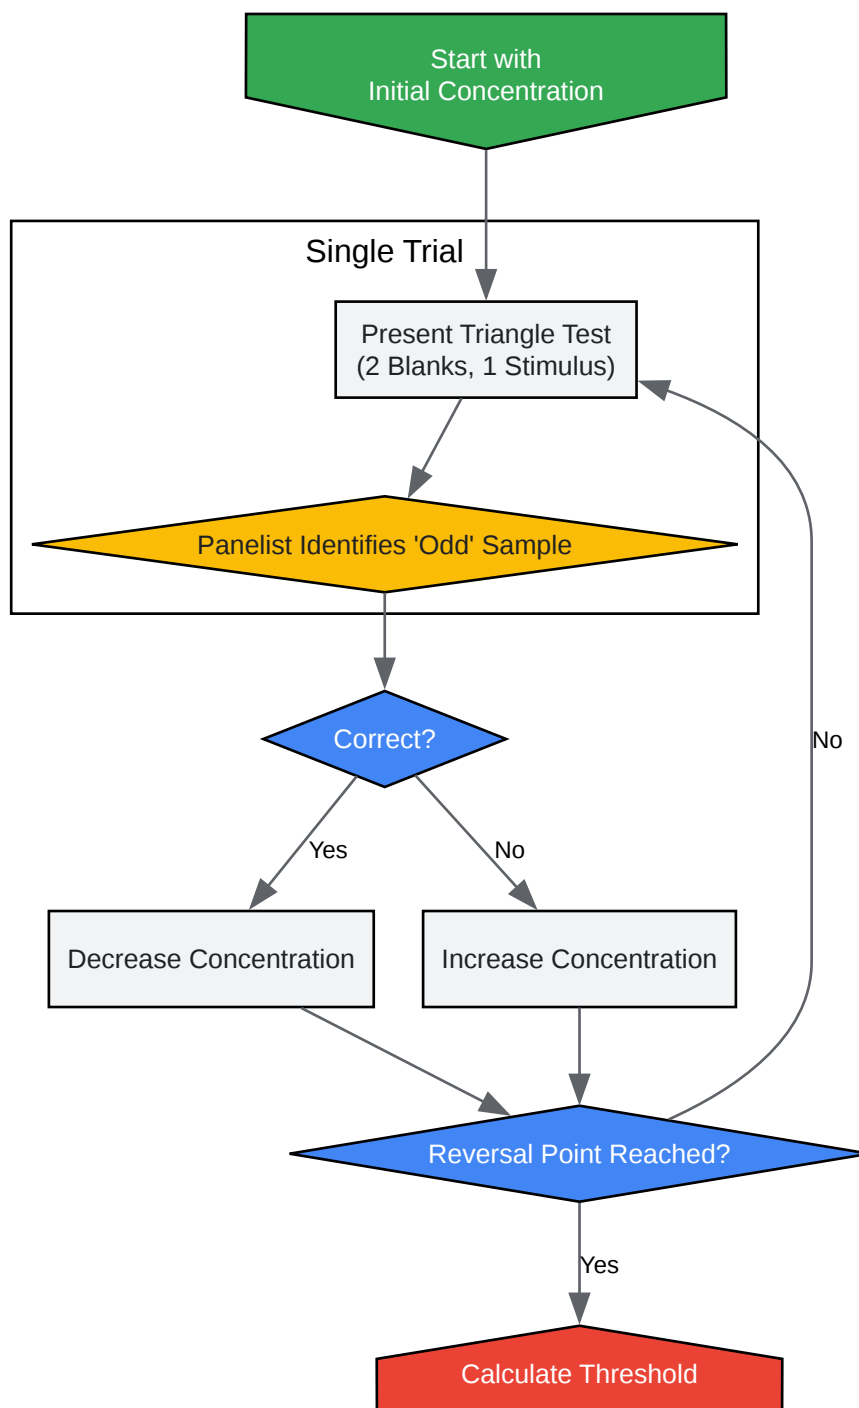 Start with
Initial Concentration
Single Trial
Present Triangle Test
(2 Blanks, 1 Stimulus)
Panelist Identifies 'Odd' Sample
Correct?
No
Yes
No
Decrease Concentration
Increase Concentration
Reversal Point Reached?
Yes
Calculate Threshold